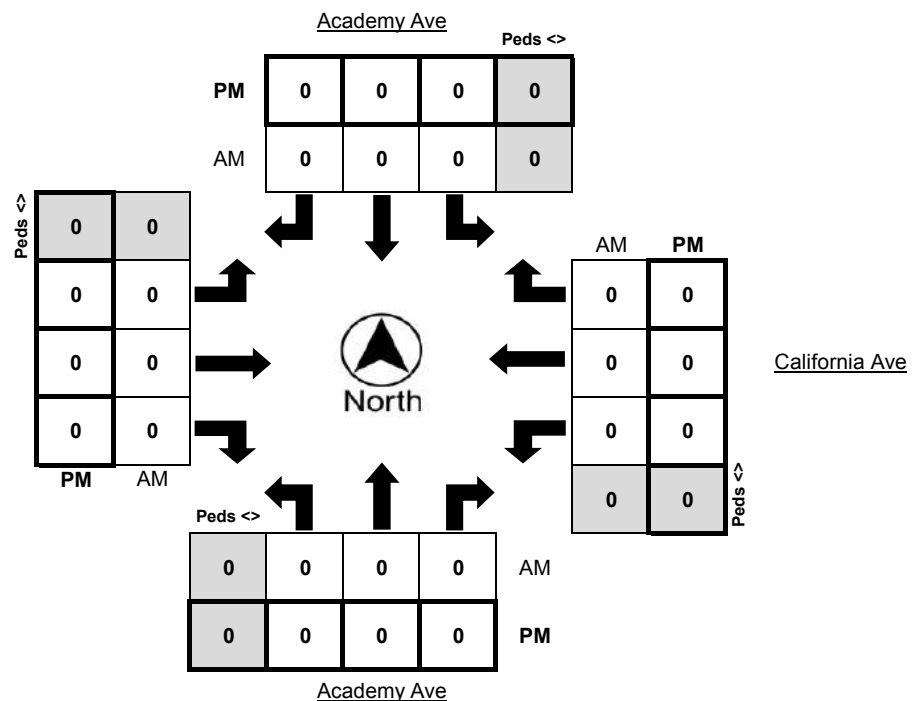 Academy Ave
Peds <>
PM 0 0 0 0
AM 0 0 0 0
Peds <>
0 0
0 0
0 0
0 0
PM AM
North
AM PM
0 0
0 0
0 0
0 0
Peds <>
California Ave
Peds <>
0 0 0 0 AM
0 0 0 0 PM
Academy Ave